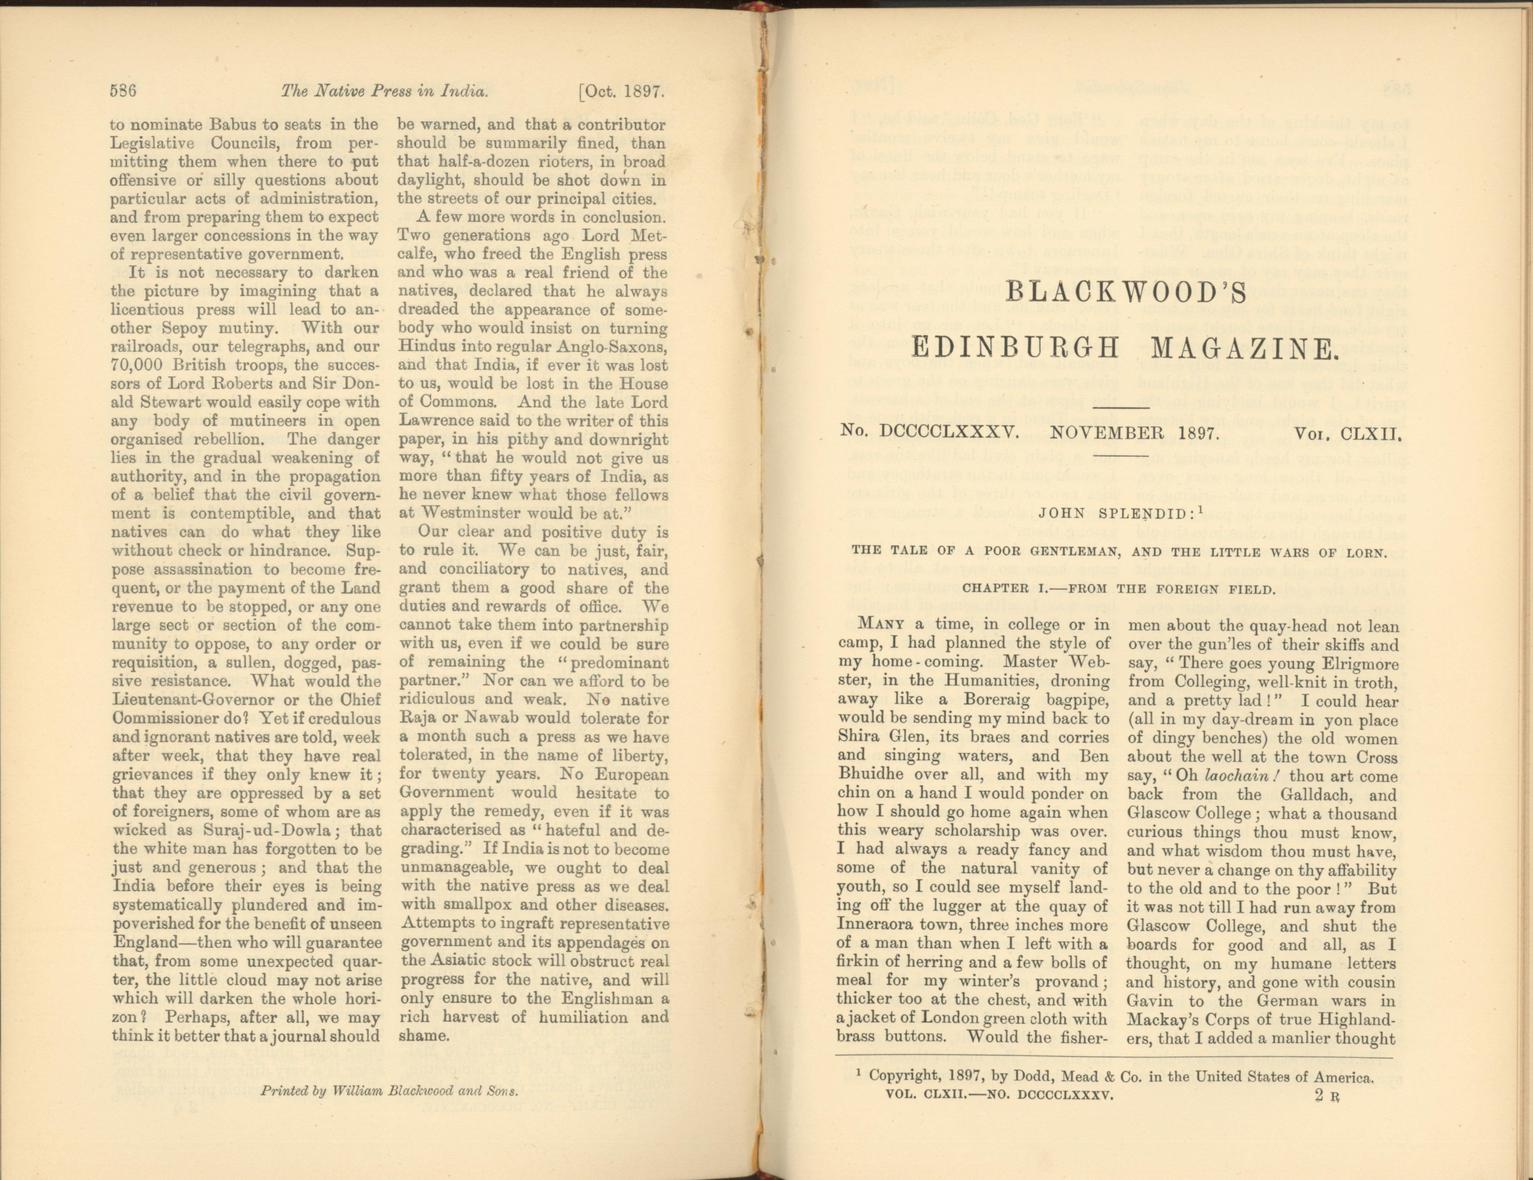 586 The Native Press in India. [Oct. 1897.
to nominate Babus to seats in the
Legislative Councils, from per-
mitting them when there to put
offensive or silly questions about
particular acts of administration,
and from preparing them to expect
even larger concessions in the way
of representative government.
It is not necessary to darken
the picture by imagining that a
licentious press will lead to an-
other Sepoy mutiny. With our
railroads, our telegraphs, and our
70,000 British troops, the succes-
sors of Lord Roberts and Sir Don-
ald Stewart would easily cope with
any body of mutineers in open
organised rebellion. The danger
lies in the gradual weakening of
authority, and in the propagation
of a belief that the civil govern-
ment is contemptible, and that
natives can do what they like
without check or hindrance. Sup-
pose assassination to become fre-
quent, or the payment of the Land
revenue to be stopped, or any one
large sect or section of the com-
munity to oppose, to any order or
requisition, a sullen, dogged, pas-
sive resistance. What would the
Lieutenant-Governor or the Chief
Commissioner do? Yet if credulous
and ignorant natives are told, week
after week, that they have real
grievances if they only knew it;
that they are oppressed by a set
of foreigners, some of whom are as
wicked as Suraj-ud-Dowla; that
the white man has forgotten to be
just and generous; and that the
India before their eyes is being
systematically plundered and im-
poverished for the benefit of unseen
England—then who will guarantee
that, from some unexpected quar-
ter, the little cloud may not arise
which will darken the whole hori-
zon? Perhaps, after all, we may
think it better that a journal should
be warned, and that a contributor
should be summarily fined, than
that half-a-dozen rioters, in broad
daylight, should be shot down in
the streets of our principal cities.
A few more words in conclusion.
Two generations ago Lord Met-
calfe, who freed the English press
and who was a real friend of the
natives, declared that he always
dreaded the appearance of some-
body who would insist on turning
Hindus into regular Anglo-Saxons,
and that India, if ever it was lost
to us, would be lost in the House
of Commons. And the late Lord
Lawrence said to the writer of this
paper, in his pithy and downright
way, "that he would not give us
more than fifty years of India, as
he never knew what those fellows
at Westminster would be at."
Our clear and positive duty is
to rule it. We can be just, fair,
and conciliatory to natives, and
grant them a good share of the
duties and rewards of office. We
cannot take them into partnership
with us, even if we could be sure
of remaining the "predominant
partner." Nor can we afford to be
ridiculous and weak. No native
Raja or Nawab would tolerate for
a month such a press as we have
tolerated, in the name of liberty,
for twenty years. No European
Government would hesitate to
apply the remedy, even if it was
characterised as "hateful and de-
grading." If India is not to become
unmanageable, we ought to deal
with the native press as we deal
with smallpox and other diseases.
Attempts to ingraft representative
government and its appendages on
the Asiatic stock will obstruct real
progress for the native, and will
only ensure to the Englishman a
rich harvest of humiliation and
shame.
Printed by William Blackwood and Sons.
BLACKWOOD'S
EDINBURGH MAGAZINE.
No. DCCCCLXXXV. NOVEMBER 1897. Vol. CLXII.
JOHN SPLENDID:¹
THE TALE OF A POOR GENTLEMAN, AND THE LITTLE WARS OF LORN.
CHAPTER I.—FROM THE FOREIGN FIELD.
MANY a time, in college or in
camp, I had planned the style of
my home-coming. Master Web-
ster, in the Humanities, droning
away like a Boreraig bagpipe,
would be sending my mind back to
Shira Glen, its braes and corries
and singing waters, and Ben
Bhuidhe over all, and with my
chin on a hand I would ponder on
how I should go home again when
this weary scholarship was over.
I had always a ready fancy and
some of the natural vanity of
youth, so I could see myself land-
ing off the lugger at the quay of
Inneraora town, three inches more
of a man than when I left with a
firkin of herring and a few bolls of
meal for my winter's provand;
thicker too at the chest, and with
a jacket of London green cloth with
brass buttons. Would the fisher-
men about the quay-head not lean
over the gun'les of their skiffs and
say, "There goes young Elrigmore
from Colleging, well-knit in troth,
and a pretty lad!" I could hear
(all in my day-dream in yon place
of dingy benches) the old women
about the well at the town Cross
say, "Oh laochain! thou art come
back from the Galldach, and
Glascow College; what a thousand
curious things thou must know,
and what wisdom thou must have,
but never a change on thy affability
to the old and to the poor!" But
it was not till I had run away from
Glascow College, and shut the
boards for good and all, as I
thought, on my humane letters
and history, and gone with cousin
Gavin to the German wars in
Mackay's Corps of true Highland-
ers, that I added a manlier thought
¹ Copyright, 1897, by Dodd, Mead & Co. in the United States of America.
VOL. CLXII.—NO. DCCCCLXXXV. 2 R